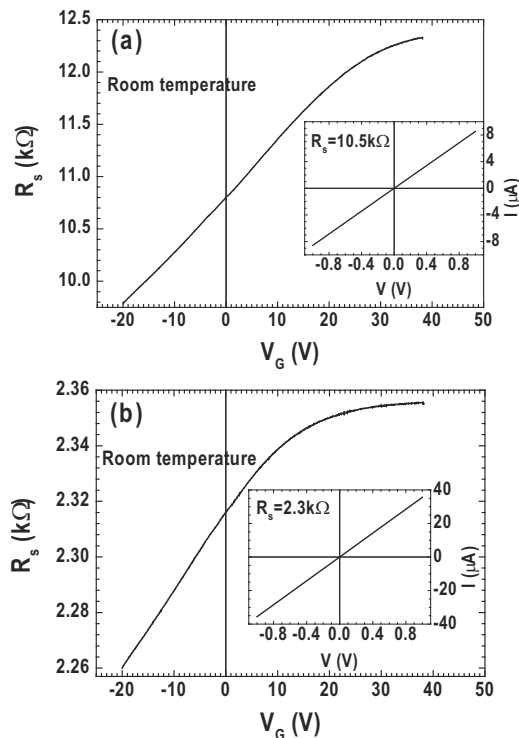 (a)
Room temperature
R_s (kΩ)
12.5
12.0
11.5
11.0
10.5
10.0
-20 -10 0 10 20 30 40 50
V_G (V)
R_s=10.5kΩ
8
4
0
-4
-8
I (μA)
-0.8 -0.4 0.0 0.4 0.8
V (V)
(b)
Room temperature
R_s (kΩ)
2.36
2.34
2.32
2.30
2.28
2.26
-20 -10 0 10 20 30 40 50
V_G (V)
R_s=2.3kΩ
40
20
0
-20
-40
I (μA)
-0.8 -0.4 0.0 0.4 0.8
V (V)